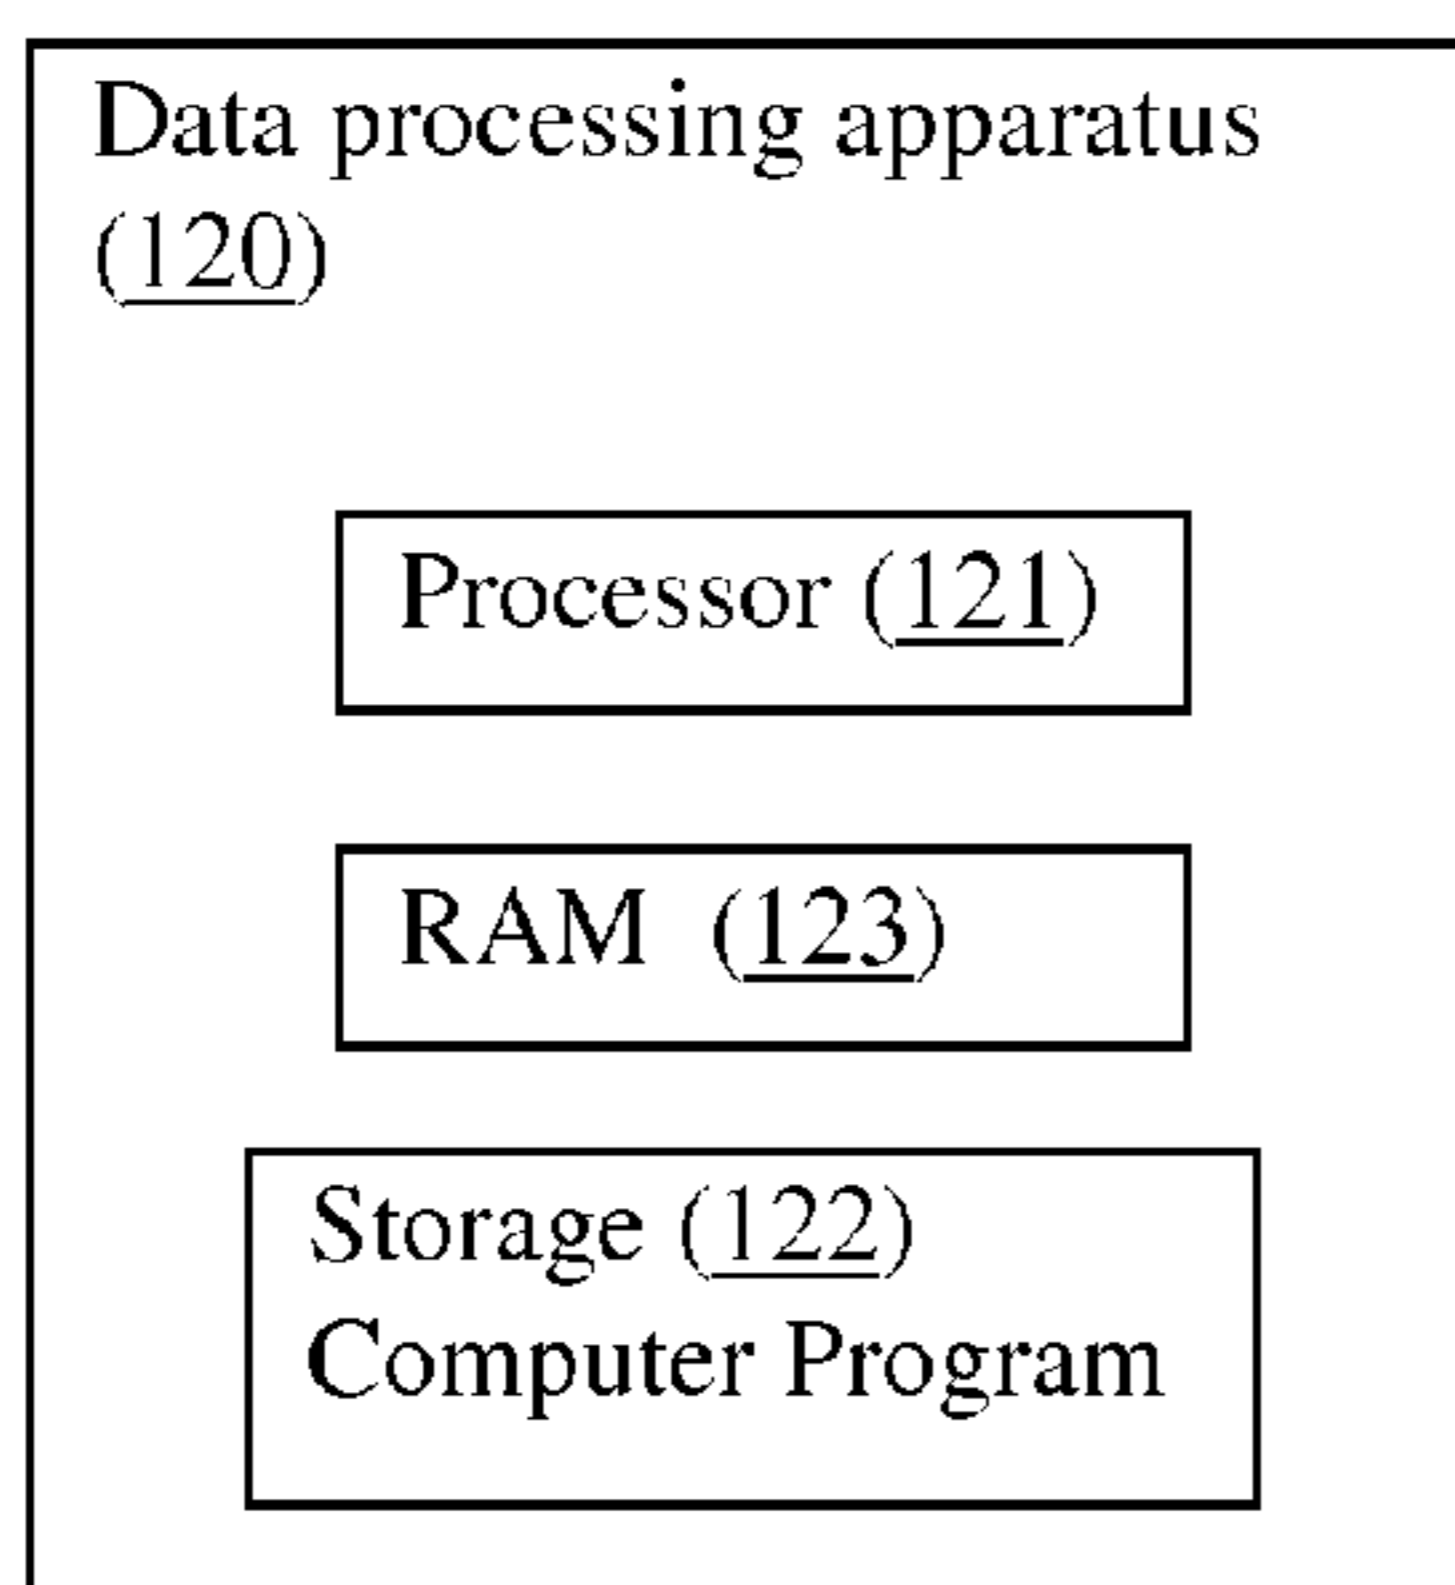 Data processing apparatus
(120)
Processor (121)
RAM (123)
Storage (122)
Computer Program